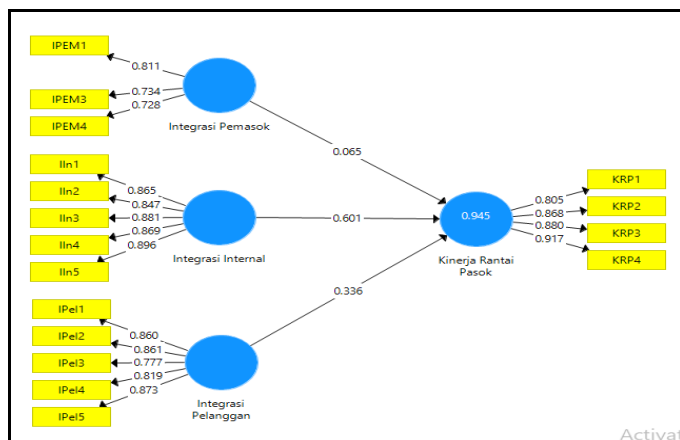 IPEM1
0.811
IPEM3
0.734
0.728
IPEM4
Integrasi Pemasok
0.065
IIn1
0.865
IIn2
0.847
IIn3
0.881
IIn4
0.869
IIn5
0.896
Integrasi Internal
0.601
KRP1
0.805
KRP2
0.868
0.945
0.880
KRP3
0.917
KRP4
Kinerja Rantai
Pasok
0.336
IPel1
0.860
IPel2
0.861
IPel3
0.777
IPel4
0.819
0.873
IPel5
Integrasi
Pelanggan
Activat